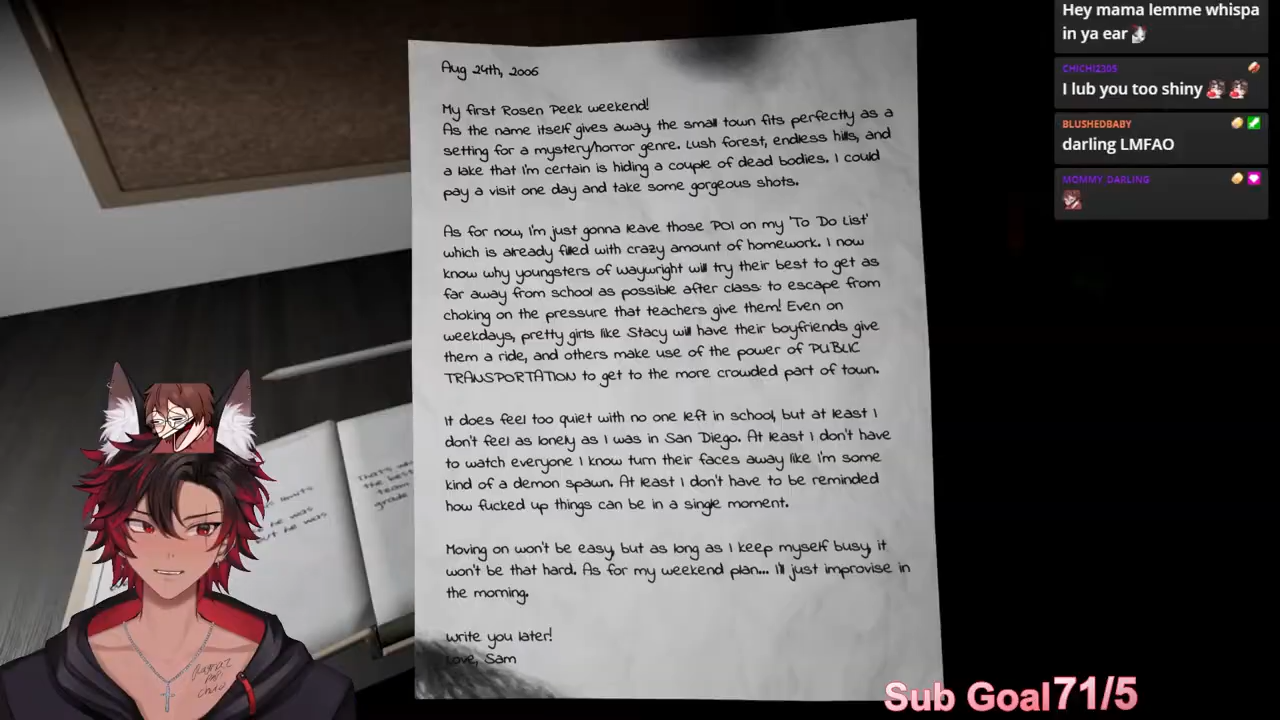 Aug 24th, 2006
My first Rosen Peek weekend!
As the name itself gives away, the small town fits perfectly as a
setting for a mystery/horror genre. Lush forest, endless hills, and
a lake that I'm certain is hiding a couple of dead bodies. I could
pay a visit one day and take some gorgeous shots.
As for now, I'm just gonna leave those POI on my 'To Do List'
which is already filled with crazy amount of homework. I now
know why youngsters of Waywright will try their best to get as
far away from school as possible after class: to escape from
choking on the pressure that teachers give them! Even on
weekdays, pretty girls like Stacy will have their boyfriends give
them a ride, and others make use of the power of PUBLIC
TRANSPORTATION to get to the more crowded part of town.
It does feel too quiet with no one left in school, but at least I
don't feel as lonely as I was in San Diego. At least I don't have
to watch everyone I know turn their faces away like I'm some
kind of a demon spawn. At least I don't have to be reminded
how fucked up things can be in a single moment.
Moving on won't be easy, but as long as I keep myself busy, it
won't be that hard. As for my weekend plan... I'll just improvise in
the morning.
Write you later!
Love, Sam
he was
but he was
the best
team
grade
Hey mama lemme whispa
in ya ear
CHICHI2305
I lub you too shiny
BLUSHEDBABY
darling LMFAO
MOMMY DARLING
Sub Goal 71/5